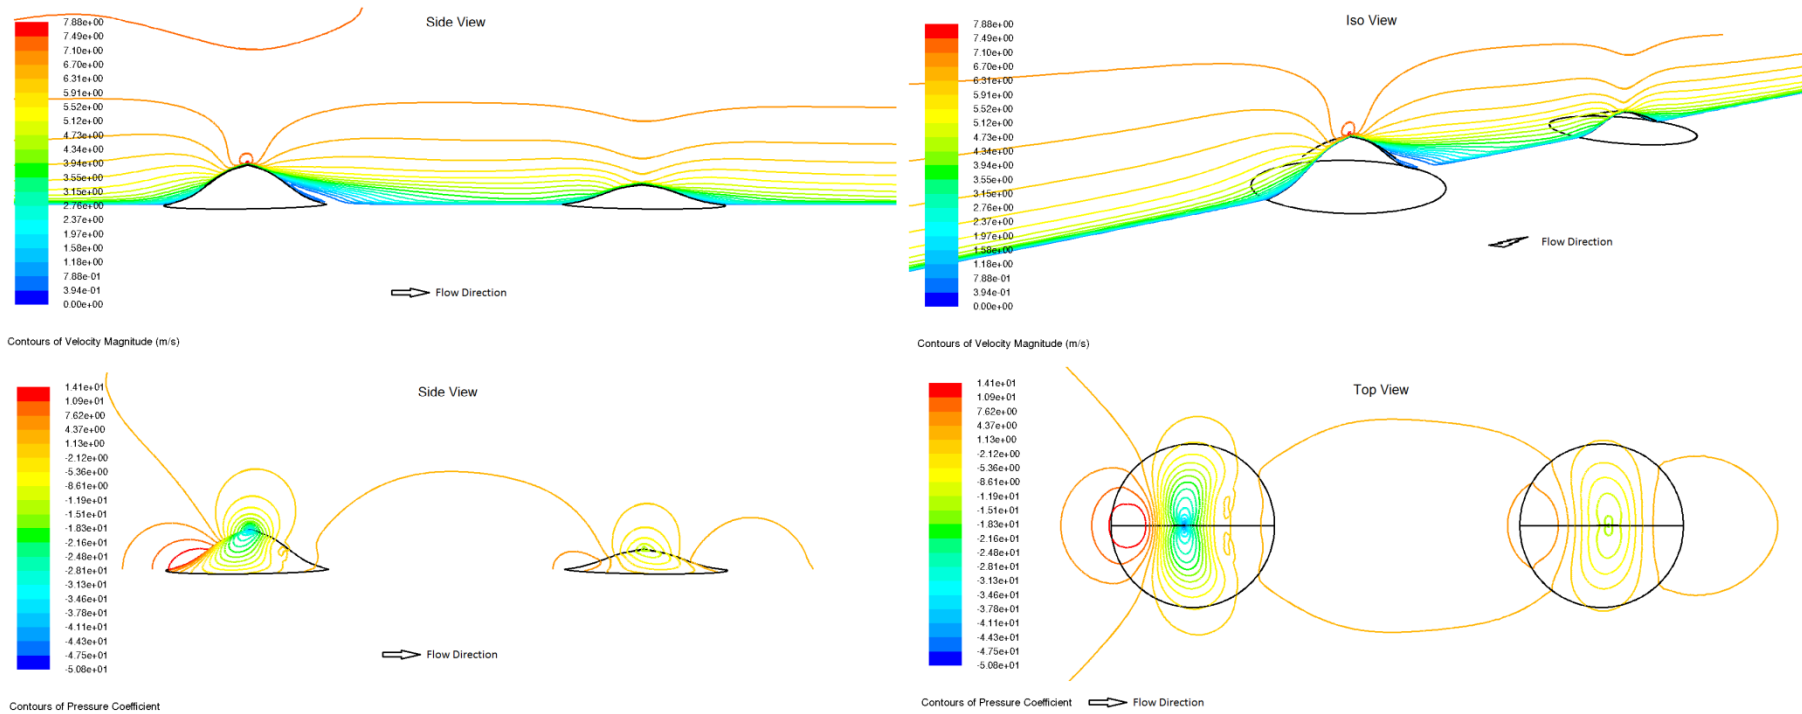 Side View
7.88e+00
7.49e+00
7.10e+00
6.70e+00
6.31e+00
5.91e+00
5.52e+00
5.12e+00
4.73e+00
4.34e+00
3.94e+00
3.55e+00
3.15e+00
2.76e+00
2.37e+00
1.97e+00
1.58e+00
1.18e+00
7.88e-01
3.94e-01
0.00e+00
Flow Direction
Contours of Velocity Magnitude (m/s)
Iso View
7.88e+00
7.49e+00
7.10e+00
6.70e+00
6.31e+00
5.91e+00
5.52e+00
5.12e+00
4.73e+00
4.34e+00
3.94e+00
3.55e+00
3.15e+00
2.76e+00
2.37e+00
1.97e+00
1.58e+00
1.18e+00
7.88e-01
3.94e-01
0.00e+00
Flow Direction
Contours of Velocity Magnitude (m/s)
Side View
1.41e+01
1.09e+01
7.62e+00
4.37e+00
1.13e+00
-2.12e+00
-5.36e+00
-8.61e+00
-1.19e+01
-1.51e+01
-1.83e+01
-2.16e+01
-2.48e+01
-2.81e+01
-3.13e+01
-3.46e+01
-3.78e+01
-4.11e+01
-4.43e+01
-4.75e+01
-5.08e+01
Flow Direction
Contours of Pressure Coefficient
Top View
1.41e+01
1.09e+01
7.62e+00
4.37e+00
1.13e+00
-2.12e+00
-5.36e+00
-8.61e+00
-1.19e+01
-1.51e+01
-1.83e+01
-2.16e+01
-2.48e+01
-2.81e+01
-3.13e+01
-3.46e+01
-3.78e+01
-4.11e+01
-4.43e+01
-4.75e+01
-5.08e+01
Contours of Pressure Coefficient
Flow Direction